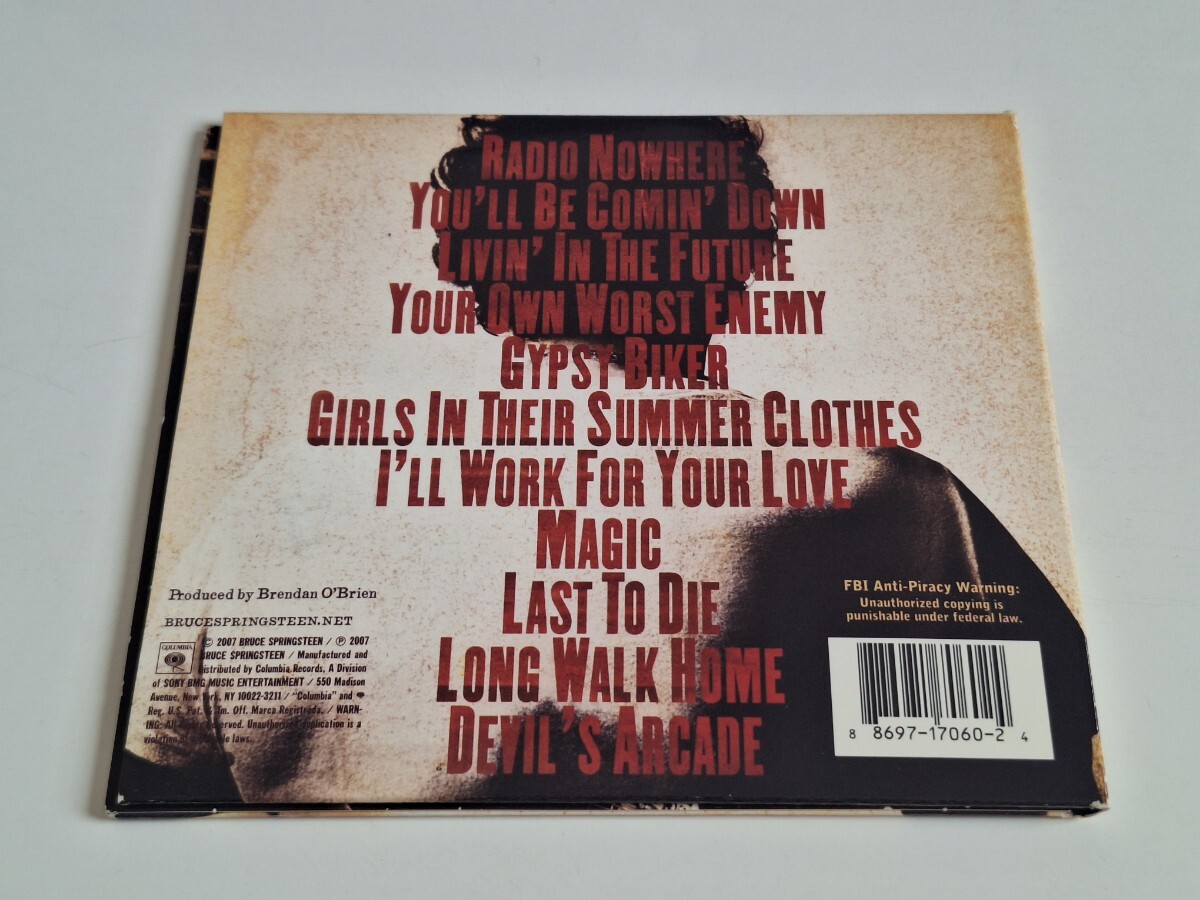 RADIO NOWHERE
YOU'LL BE COMIN' DOWN
LIVIN' IN THE FUTURE
YOUR OWN WORST ENEMY
GYPSY BIKER
GIRLS IN THEIR SUMMER CLOTHES
I'LL WORK FOR YOUR LOVE
MAGIC
LAST TO DIE
LONG WALK HOME
DEVIL'S ARCADE
Produced by Brendan O'Brien
BRUCESPRINGSTEEN.NET
COLUMBIA
© 2007 BRUCE SPRINGSTEEN / ℗ 2007
BRUCE SPRINGSTEEN / Manufactured and
Distributed by Columbia Records, A Division
of SONY BMG MUSIC ENTERTAINMENT / 550 Madison
Avenue, New York, NY 10022-3211 / "Columbia" and
Reg. U.S. Pat. & Tm. Off. Marca Registrada. / WARN-
ING: All Rights Reserved. Unauthorized duplication is a
violation of applicable laws.
FBI Anti-Piracy Warning:
Unauthorized copying is
punishable under federal law.
8 8697-17060-2 4